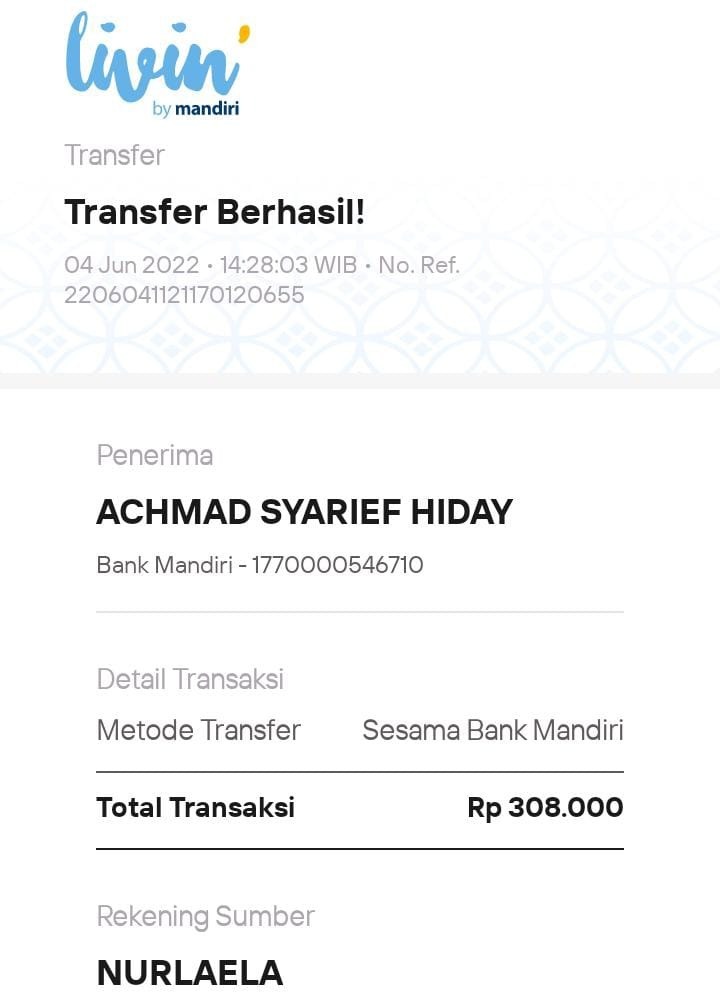 livin'
by mandiri
Transfer
Transfer Berhasil!
04 Jun 2022 • 14:28:03 WIB • No. Ref.
2206041121170120655
Penerima
ACHMAD SYARIEF HIDAY
Bank Mandiri - 1770000546710
Detail Transaksi
Metode Transfer Sesama Bank Mandiri
Total Transaksi Rp 308.000
Rekening Sumber
NURLAELA